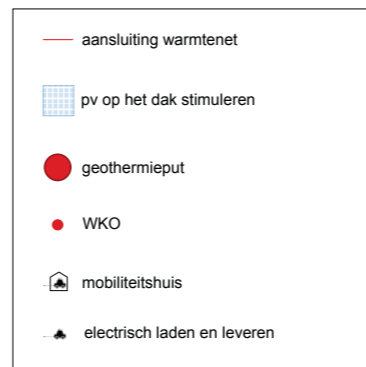 aansluiting warmtenet
pv op het dak stimuleren
geothermieput
WKO
mobiliteitshuis
electrisch laden en leveren